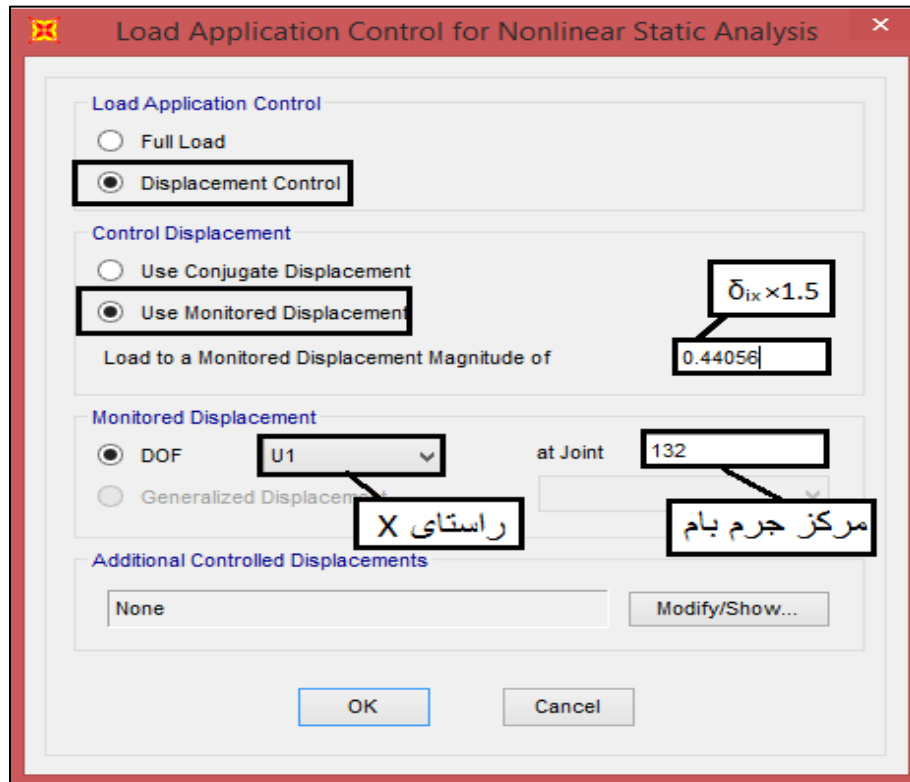 Load Application Control for Nonlinear Static Analysis
Load Application Control
Full Load
Displacement Control
Control Displacement
Use Conjugate Displacement
Use Monitored Displacement
δᵢₓ×1.5
Load to a Monitored Displacement Magnitude of 0.44056
Monitored Displacement
DOF U1 at Joint 132
Generalized Displacement
راستای X
مرکز جرم بام
Additional Controlled Displacements
None Modify/Show...
OK Cancel